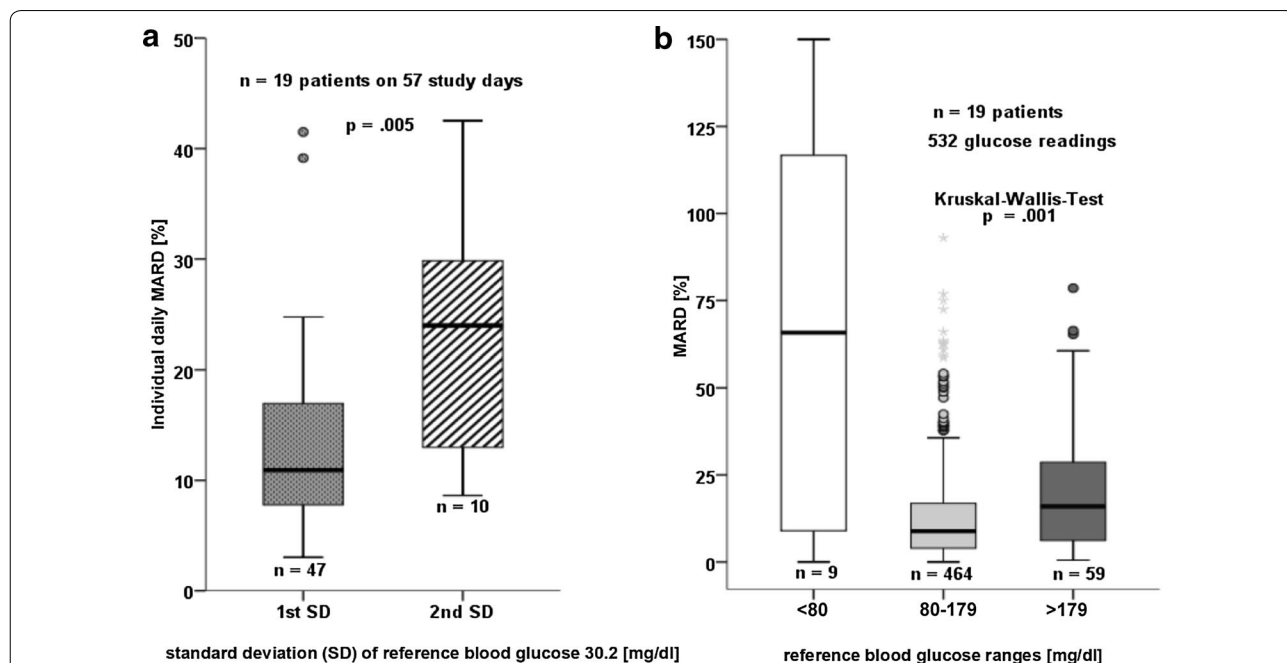 a
50
40
30
20
10
0
Individual daily MARD [%]
n = 19 patients on 57 study days
p = .005
n = 47
n = 10
1st SD
2nd SD
standard deviation (SD) of reference blood glucose 30.2 [mg/dl]
b
150
125
100
75
50
25
0
MARD [%]
n = 19 patients
532 glucose readings
Kruskal-Wallis-Test
p = .001
n = 9
n = 464
n = 59
<80
80-179
>179
reference blood glucose ranges [mg/dl]